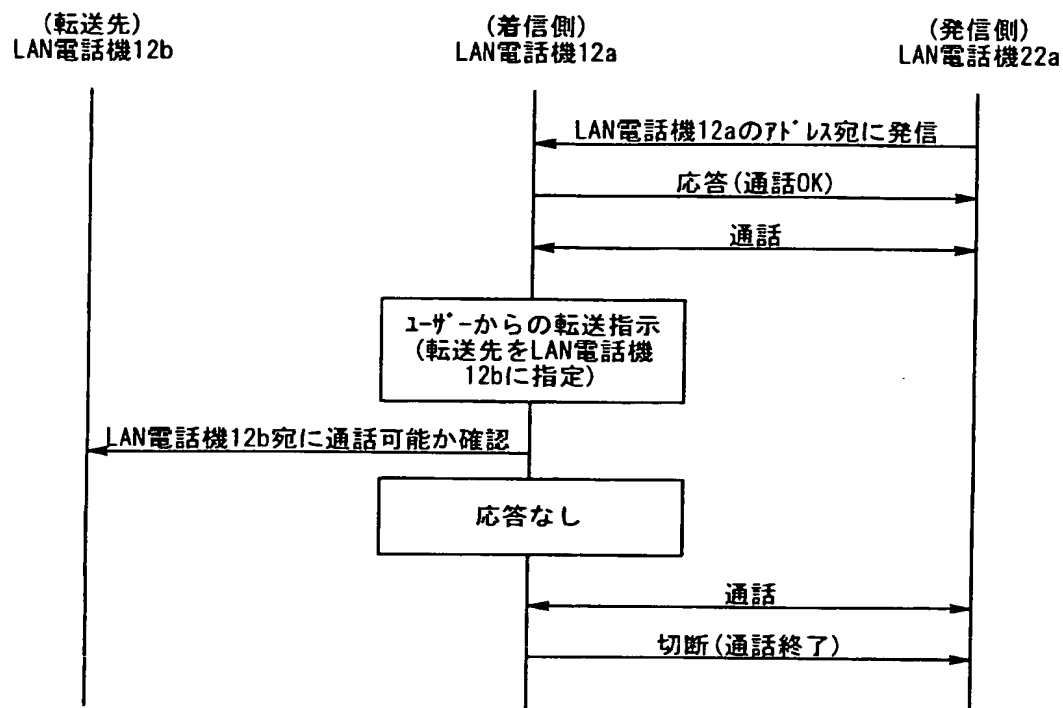 (転送先)
LAN電話機12b
(着信側)
LAN電話機12a
(発信側)
LAN電話機22a
LAN電話機12aのｱﾄﾞﾚｽ宛に発信
応答(通話OK)
通話
ﾕｰｻﾞｰからの転送指示
(転送先をLAN電話機
12bに指定)
LAN電話機12b宛に通話可能か確認
応答なし
通話
切断(通話終了)